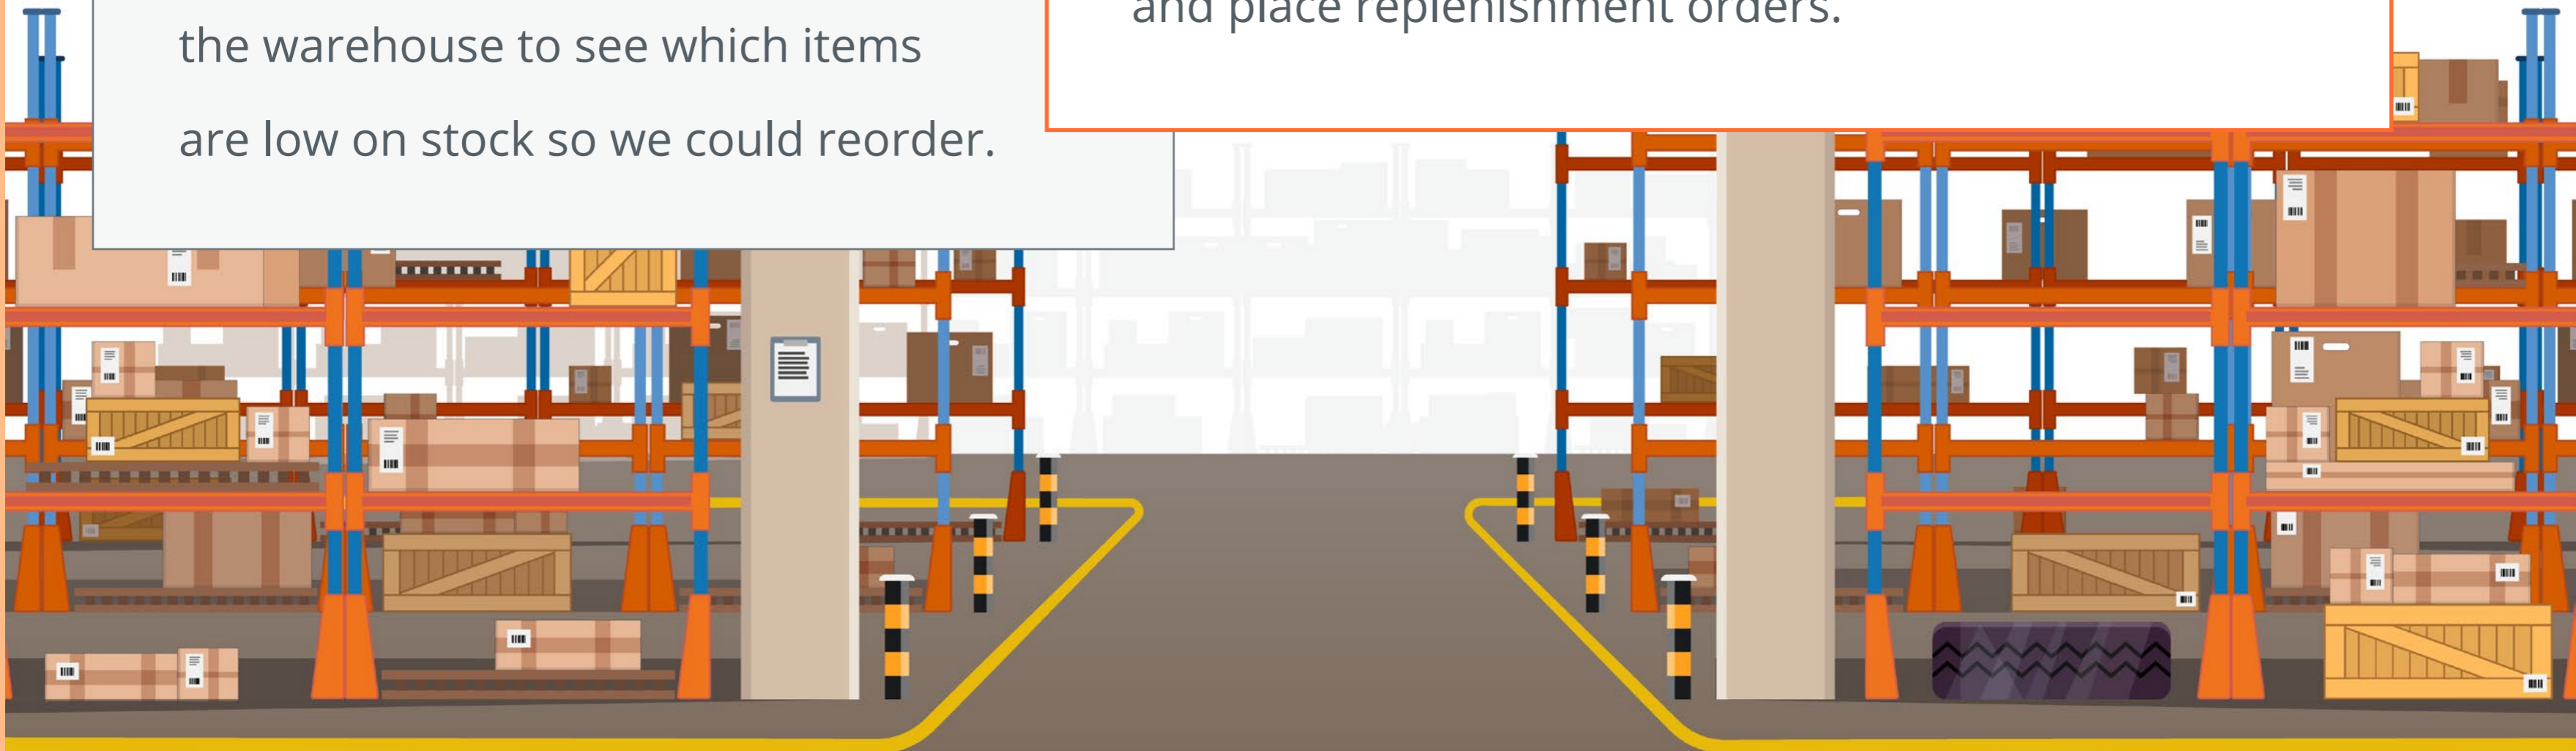 the warehouse to see which items
are low on stock so we could reorder.
and place replenishment orders.